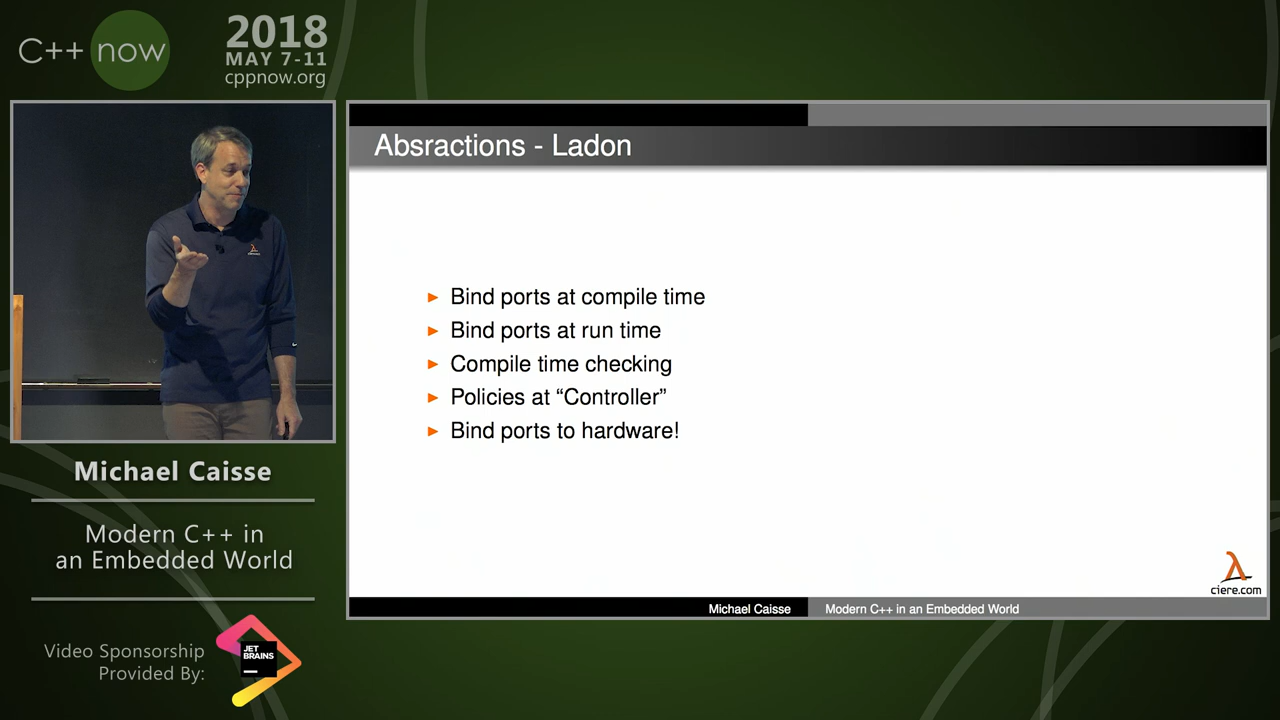 C++ now
2018
MAY 7-11
cppnow.org
Absractions - Ladon
Bind ports at compile time
Bind ports at run time
Compile time checking
Policies at “Controller”
Bind ports to hardware!
λ
ciere.com
Michael Caisse
Modern C++ in an Embedded World
Michael Caisse
Modern C++ in
an Embedded World
Video Sponsorship
Provided By:
JET
BRAINS